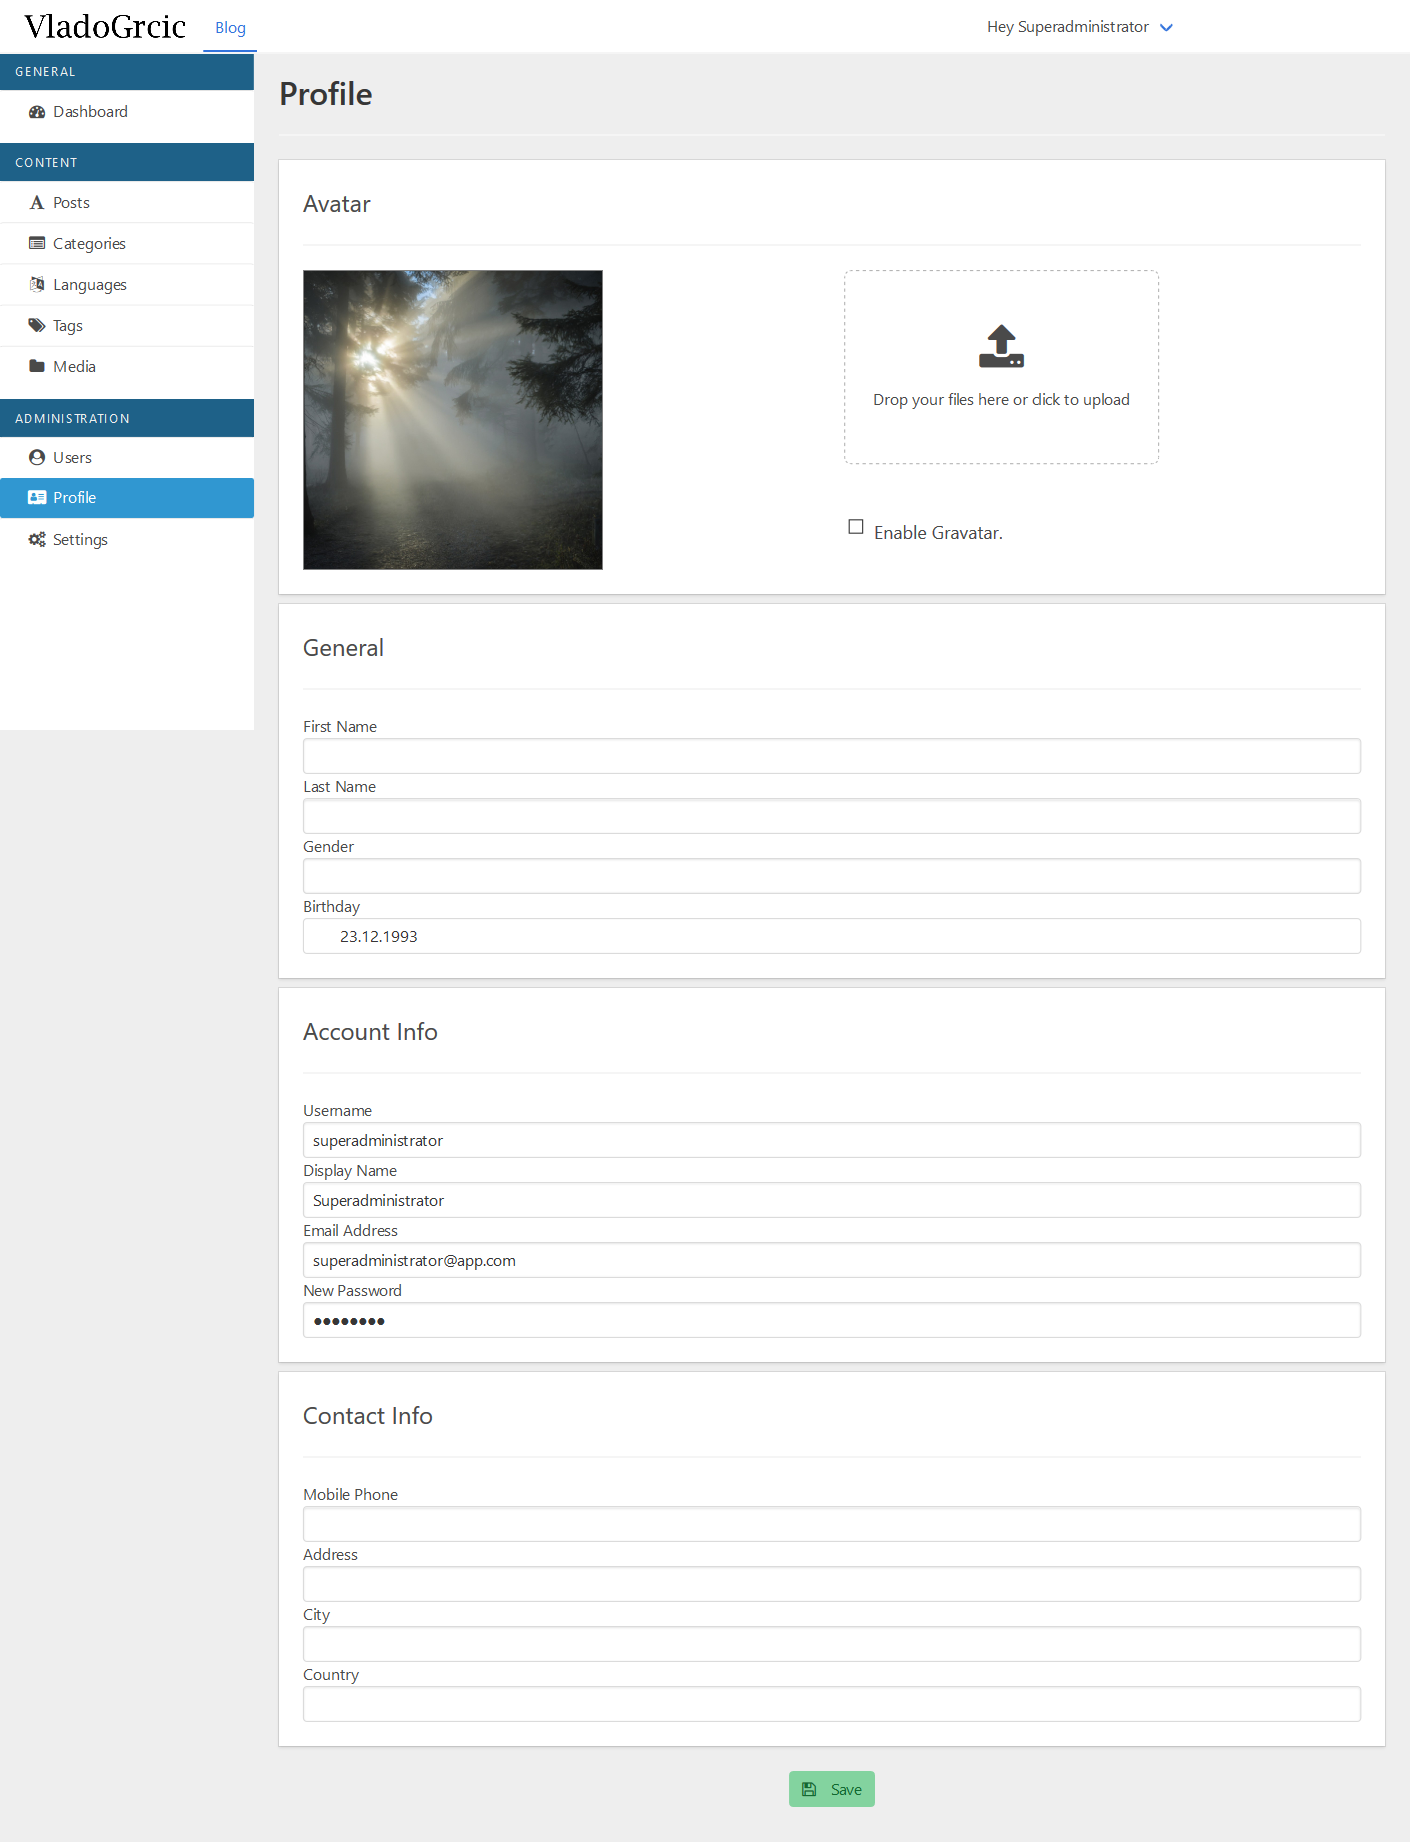 VladoGrcic
Blog
Hey Superadministrator
GENERAL
Dashboard
CONTENT
Posts
Categories
Languages
Tags
Media
ADMINISTRATION
Users
Profile
Settings
Profile
Avatar
Drop your files here or click to upload
Enable Gravatar.
General
First Name
Last Name
Gender
Birthday
23.12.1993
Account Info
Username
superadministrator
Display Name
Superadministrator
Email Address
superadministrator@app.com
New Password
••••••••
Contact Info
Mobile Phone
Address
City
Country
Save